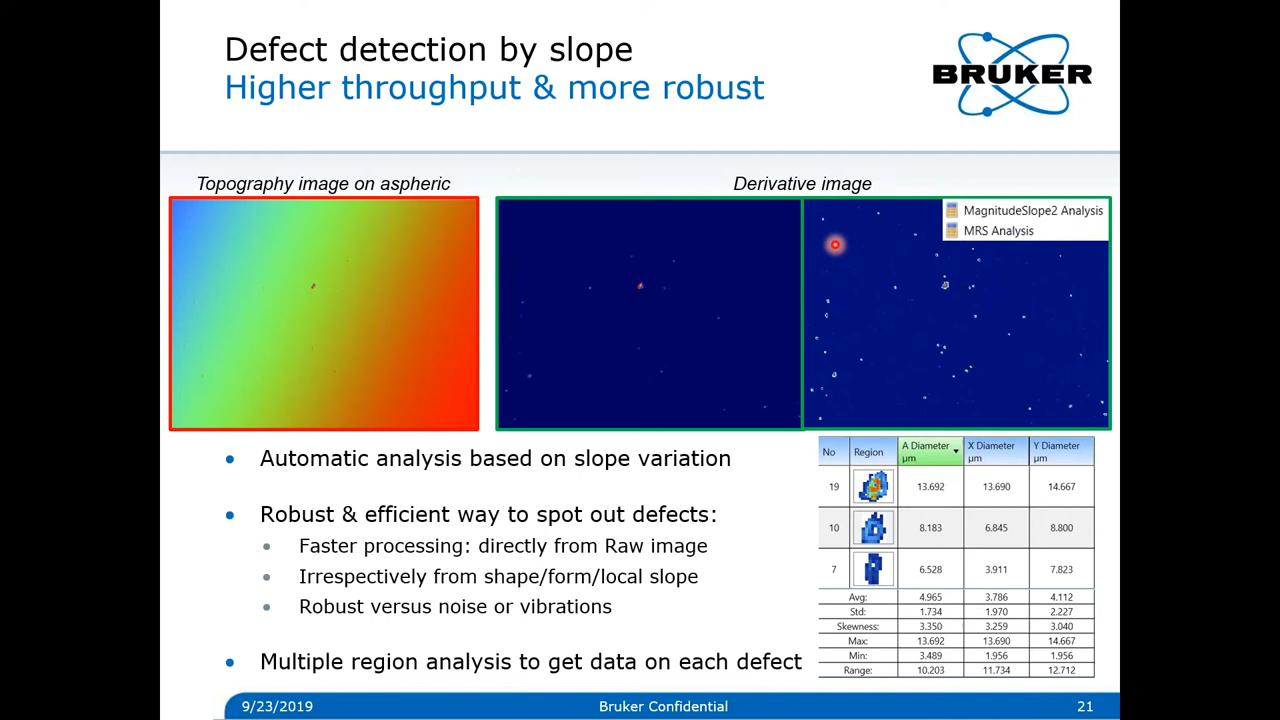 Defect detection by slope
Higher throughput & more robust
BRUKER
Topography image on aspheric
Derivative image
MagnitudeSlope2 Analysis
MRS Analysis
Automatic analysis based on slope variation
Robust & efficient way to spot out defects:
Faster processing: directly from Raw image
Irrespectively from shape/form/local slope
Robust versus noise or vibrations
Multiple region analysis to get data on each defect
No Region A Diameter µm X Diameter µm Y Diameter µm
19 13.692 13.690 14.667
10 8.183 6.845 8.800
7 6.528 3.911 7.823
Avg: 4.965 3.786 4.112
Std: 1.734 1.970 2.227
Skewness: 3.350 3.259 3.040
Max: 13.692 13.690 14.667
Min: 3.489 1.956 1.956
Range: 10.203 11.734 12.712
9/23/2019 Bruker Confidential 21